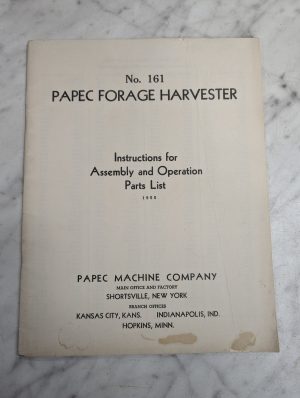 No. 161
PAPEC FORAGE HARVESTER
Instructions for
Assembly and Operation
Parts List
PAPEC MACHINE COMPANY
MAIN OFFICE AND FACTORY
SHORTSVILLE, NEW YORK
BRANCH OFFICES
KANSAS CITY, KANS. INDIANAPOLIS, IND.
HOPKINS, MINN.